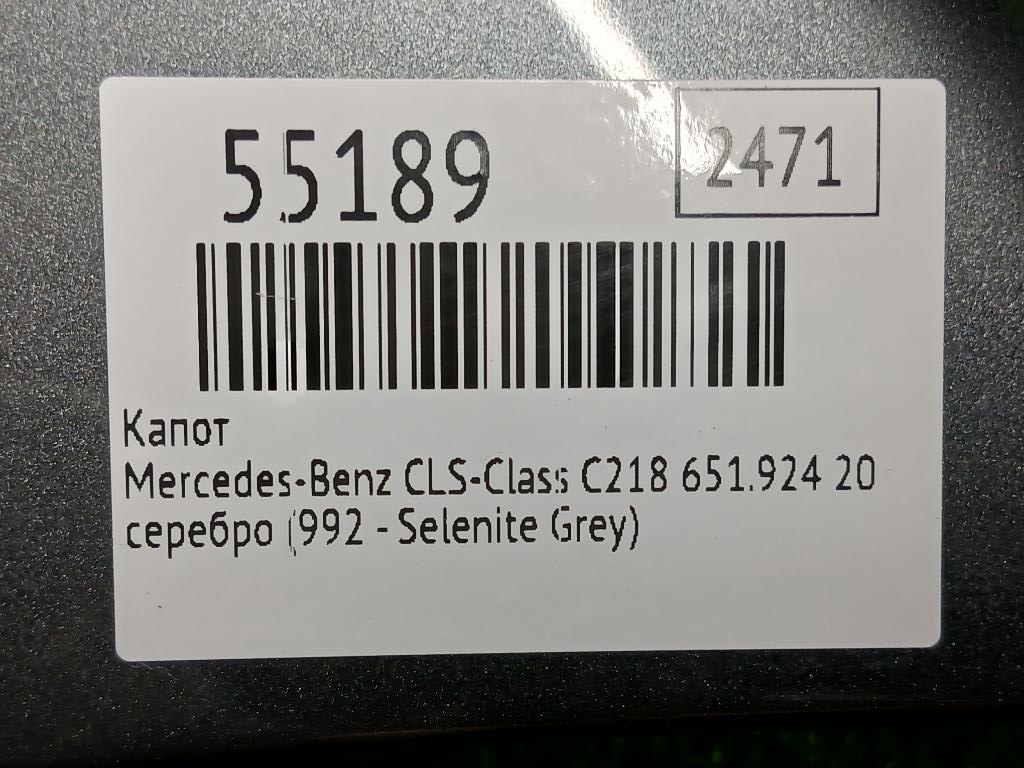 55189
2471
Капот
Mercedes-Benz CLS-Class C218 651.924 20
серебро (992 - Selenite Grey)